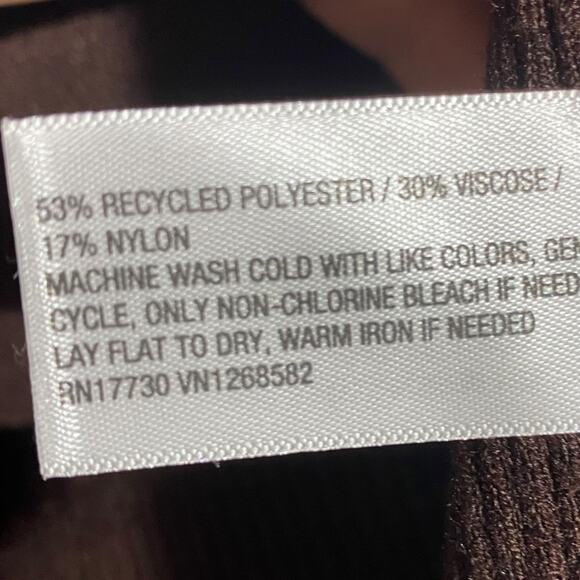 53% RECYCLED POLYESTER / 30% VISCOSE /
17% NYLON
MACHINE WASH COLD WITH LIKE COLORS,
CYCLE, ONLY NON-CHLORINE BLEACH IF NEED
LAY FLAT TO DRY, WARM IRON IF NEEDED
RN17730 VN1268582